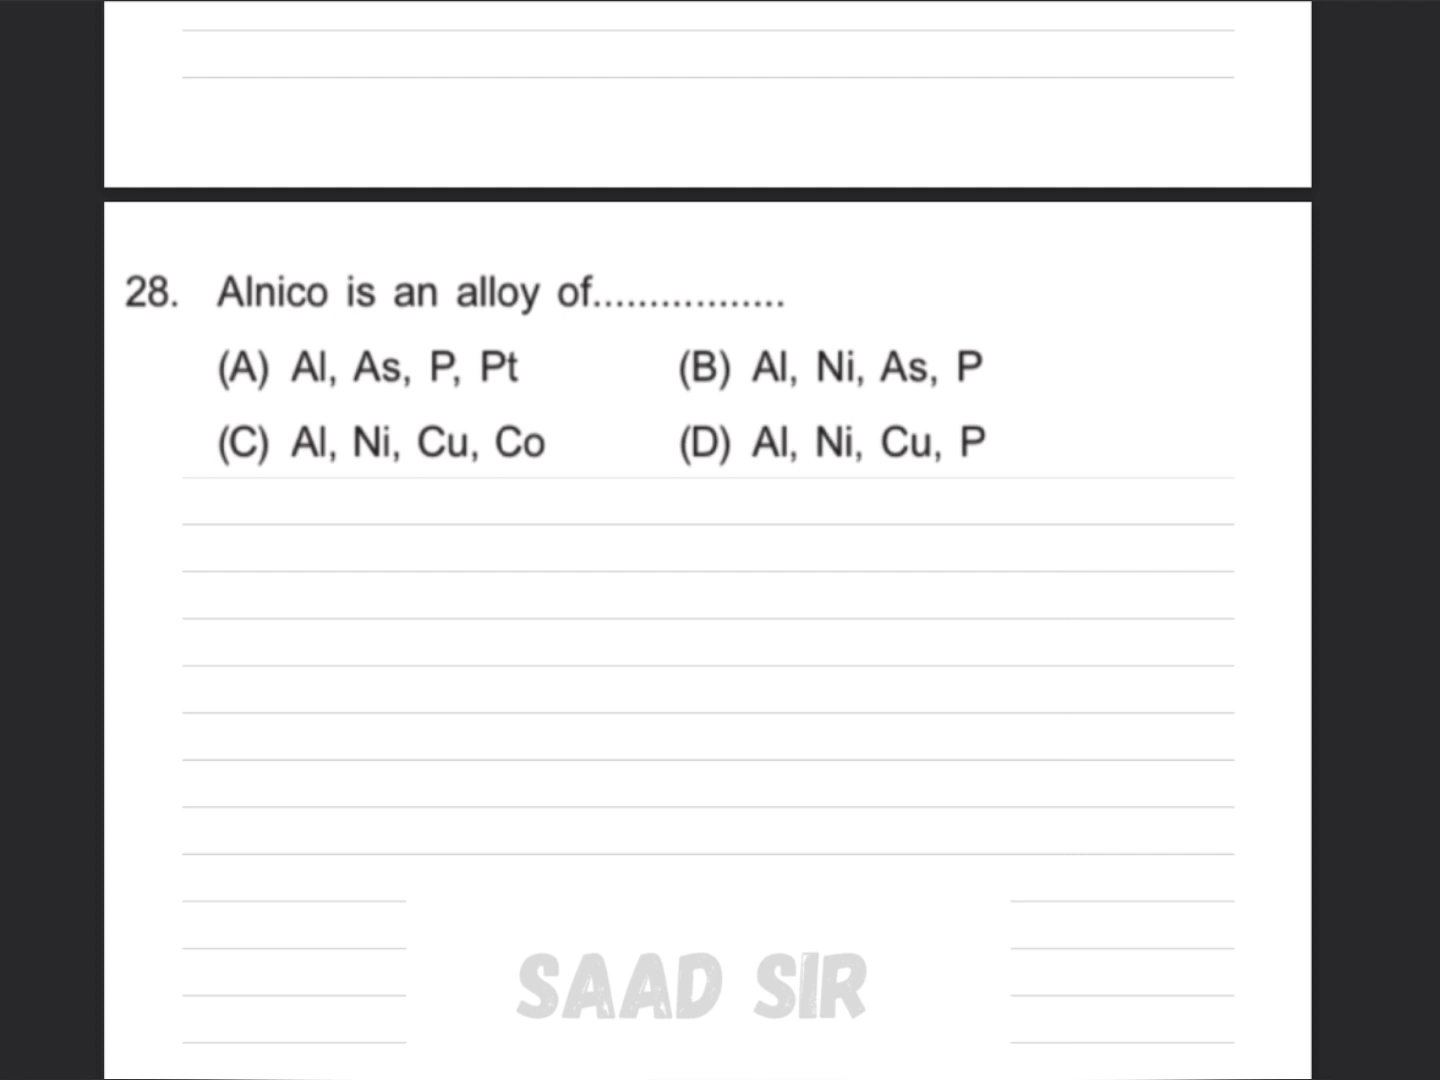 28. Alnico is an alloy of.................
(A) Al, As, P, Pt (B) Al, Ni, As, P
(C) Al, Ni, Cu, Co (D) Al, Ni, Cu, P
SAAD SIR